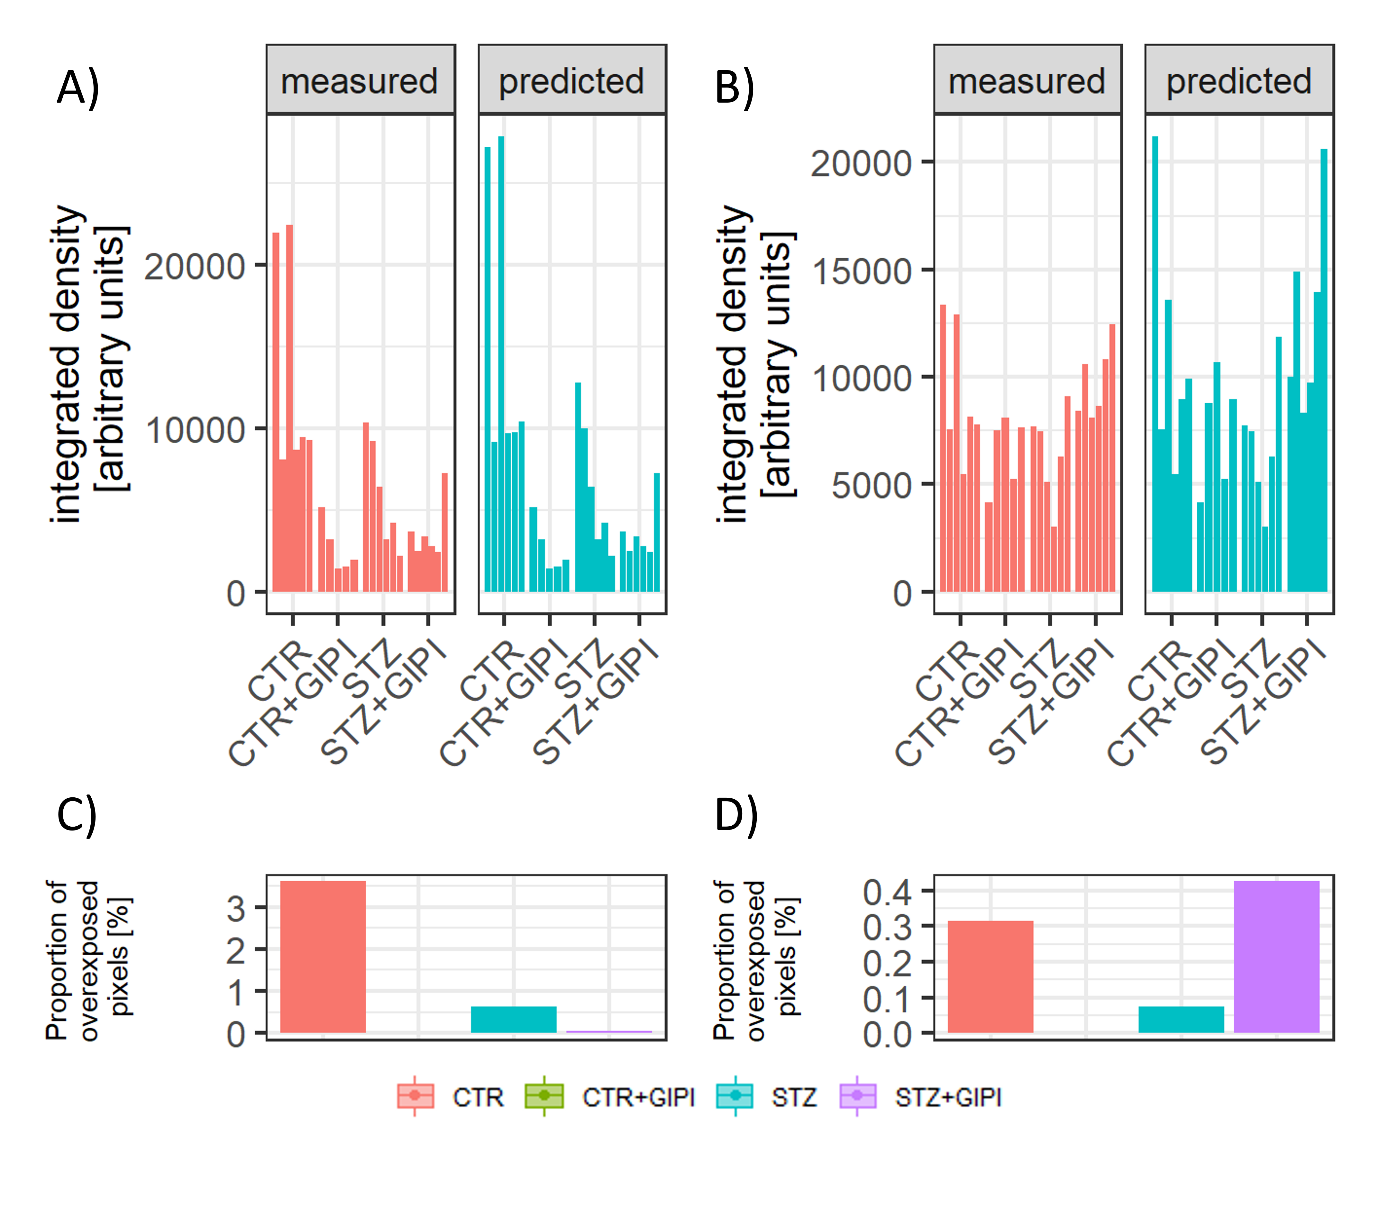 A)
measured
predicted
integrated density
[arbitrary units]
20000
10000
0
CTR
CTR+GIPI
STZ
STZ+GIPI
CTR
CTR+GIPI
STZ
STZ+GIPI
B)
measured
predicted
integrated density
[arbitrary units]
20000
15000
10000
5000
0
CTR
CTR+GIPI
STZ
STZ+GIPI
CTR
CTR+GIPI
STZ
STZ+GIPI
C)
Proportion of
overexposed
pixels [%]
3
2
1
0
D)
Proportion of
overexposed
pixels [%]
0.4
0.3
0.2
0.1
0.0
CTR
CTR+GIPI
STZ
STZ+GIPI